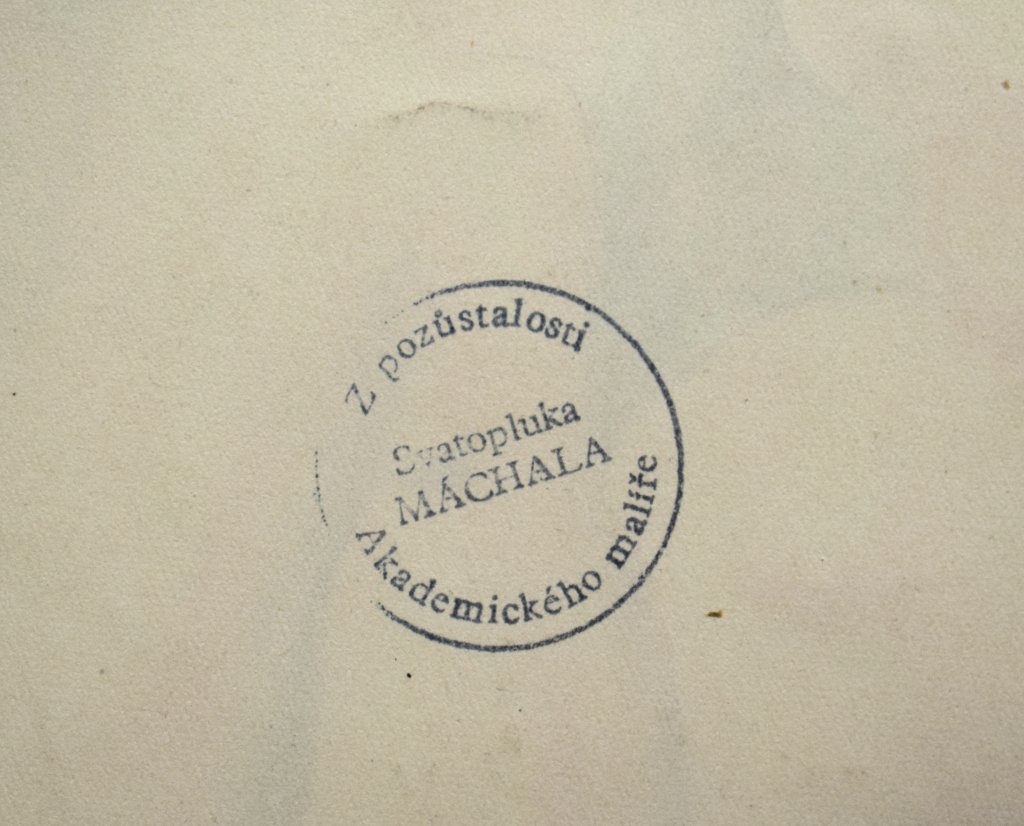 Z pozůstalosti
Svatopluka
MÁCHALA
Akademického malíře